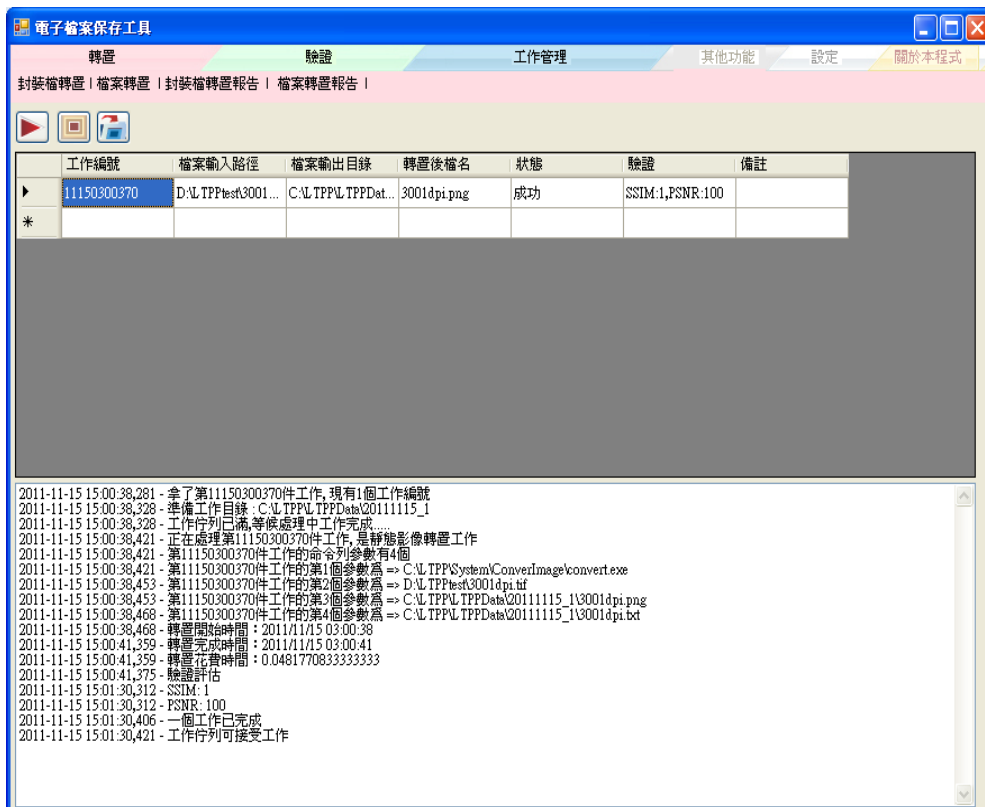 電子檔案保存工具
轉置 驗證 工作管理 其他功能 設定 關於本程式
封裝檔轉置 | 檔案轉置 | 封裝檔轉置報告 | 檔案轉置報告 |
工作編號 檔案輸入路徑 檔案輸出目錄 轉置後檔名 狀態 驗證 備註
11150300370 D:\LTPPtest\3001... C:\LTPP\LTPPDat... 3001dpi.png 成功 SSIM:1,PSNR:100
2011-11-15 15:00:38,281 - 拿了第11150300370件工作, 現有1個工作編號
2011-11-15 15:00:38,328 - 準備工作目錄 : C:\LTPP\LTPPData\20111115_1
2011-11-15 15:00:38,328 - 工作佇列已滿,等候處理中工作完成.....
2011-11-15 15:00:38,421 - 正在處理第11150300370件工作, 是靜態影像轉置工作
2011-11-15 15:00:38,421 - 第11150300370件工作的命令列參數有4個
2011-11-15 15:00:38,421 - 第11150300370件工作的第1個參數為 => C:\LTPP\System\ConverImage\convert.exe
2011-11-15 15:00:38,453 - 第11150300370件工作的第2個參數為 => D:\LTPPtest\3001dpi.tif
2011-11-15 15:00:38,453 - 第11150300370件工作的第3個參數為 => C:\LTPP\LTPPData\20111115_1\3001dpi.png
2011-11-15 15:00:38,468 - 第11150300370件工作的第4個參數為 => C:\LTPP\LTPPData\20111115_1\3001dpi.txt
2011-11-15 15:00:38,468 - 轉置開始時間：2011/11/15 03:00:38
2011-11-15 15:00:41,359 - 轉置完成時間：2011/11/15 03:00:41
2011-11-15 15:00:41,359 - 轉置花費時間：0.0481770833333333
2011-11-15 15:00:41,375 - 驗證評估
2011-11-15 15:01:30,312 - SSIM: 1
2011-11-15 15:01:30,312 - PSNR: 100
2011-11-15 15:01:30,406 - 一個工作已完成
2011-11-15 15:01:30,421 - 工作佇列可接受工作